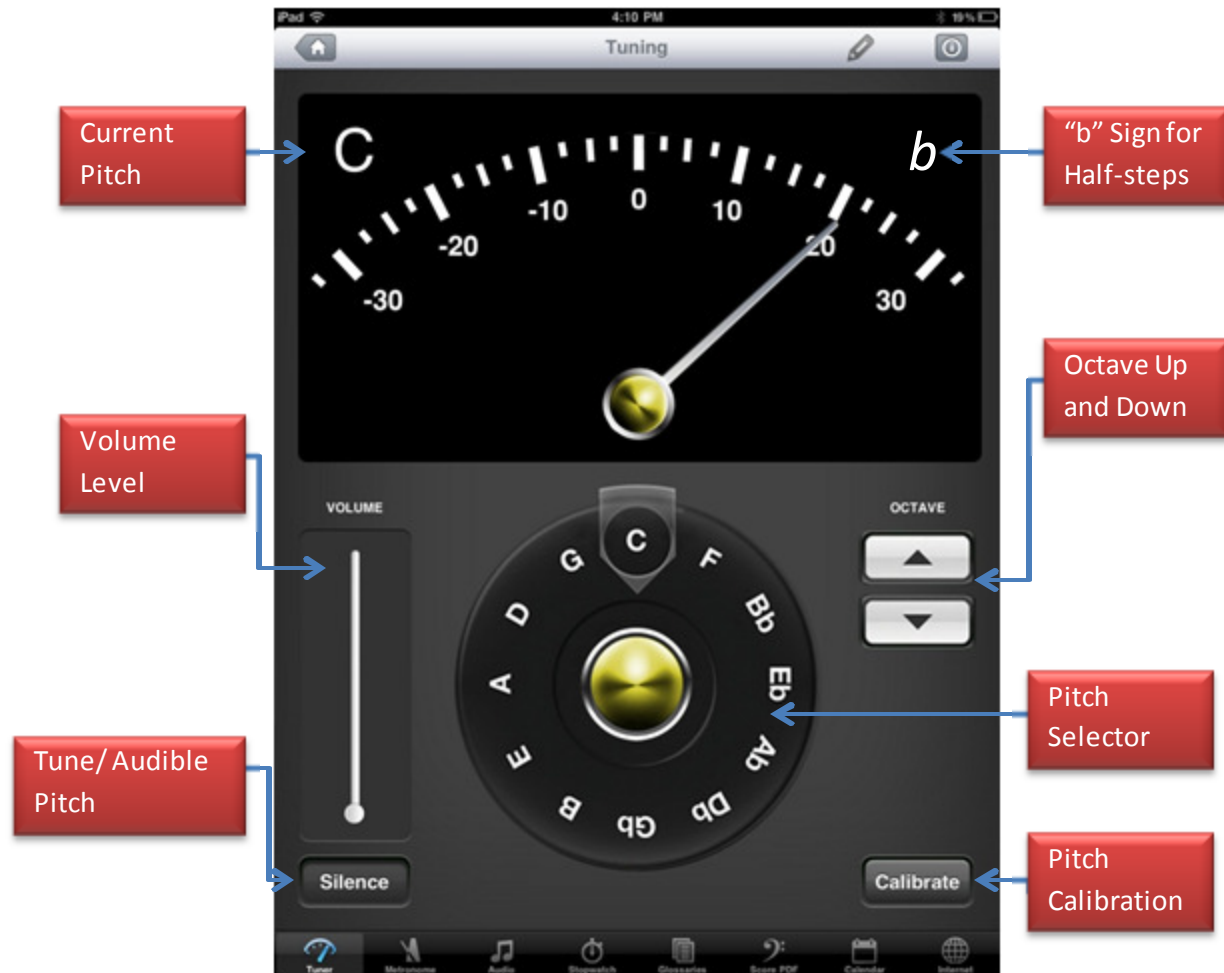 iPad 4:10 PM 19%
Tuning
Current
Pitch
C
b
“b” Sign for
Half-steps
-30 -20 -10 0 10 20 30
Octave Up
and Down
Volume
Level
VOLUME
OCTAVE
C
F
Bb
Eb
Ab
Db
Gb
B
E
A
D
G
Pitch
Selector
Tune/ Audible
Pitch
Silence
Calibrate
Pitch
Calibration
Tuner Metronome Audio Stopwatch Glossaries Score PDF Calendar Internet